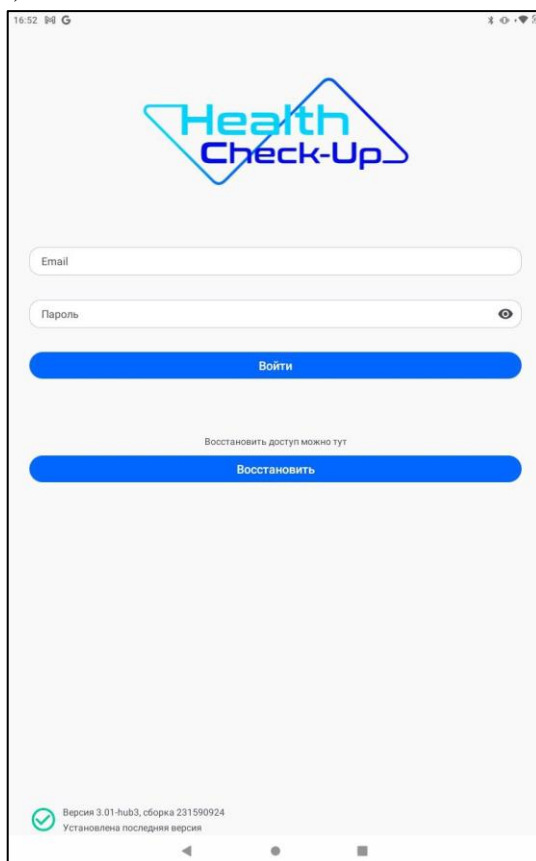 16:52
Health
Check-Up
Email
Пароль
Войти
Восстановить доступ можно тут
Восстановить
Версия 3.01-hub3, сборка 231590924
Установлена последняя версия